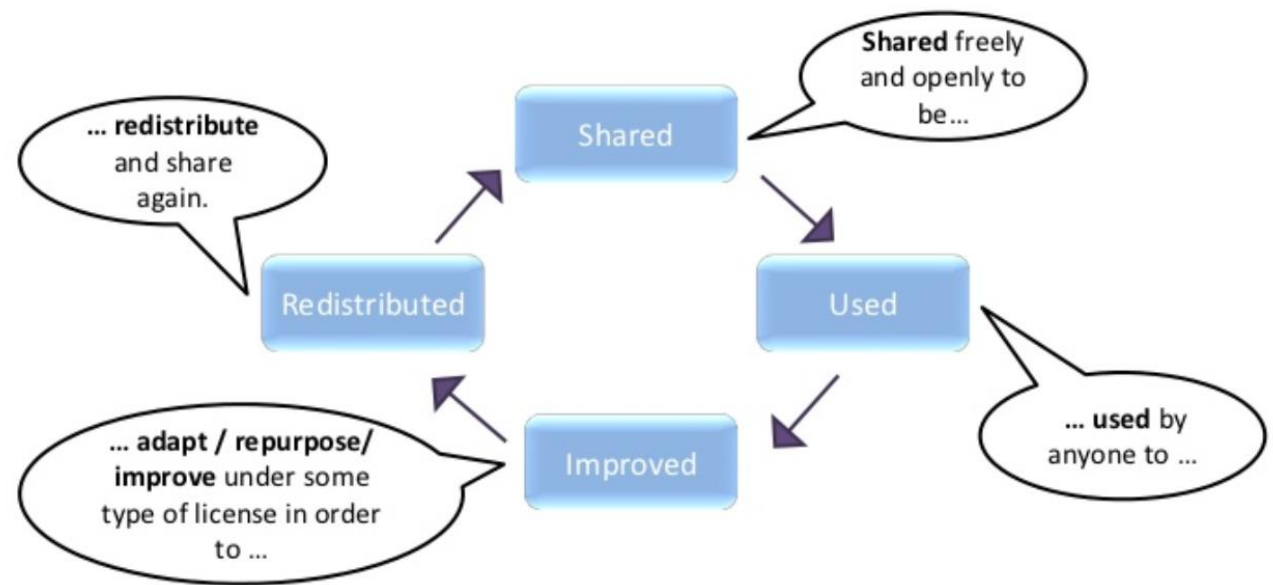 Shared freely
and openly to
be...
Shared
... redistribute
and share
again.
Redistributed
Used
... used by
anyone to ...
Improved
... adapt / repurpose/
improve under some
type of license in order
to ...